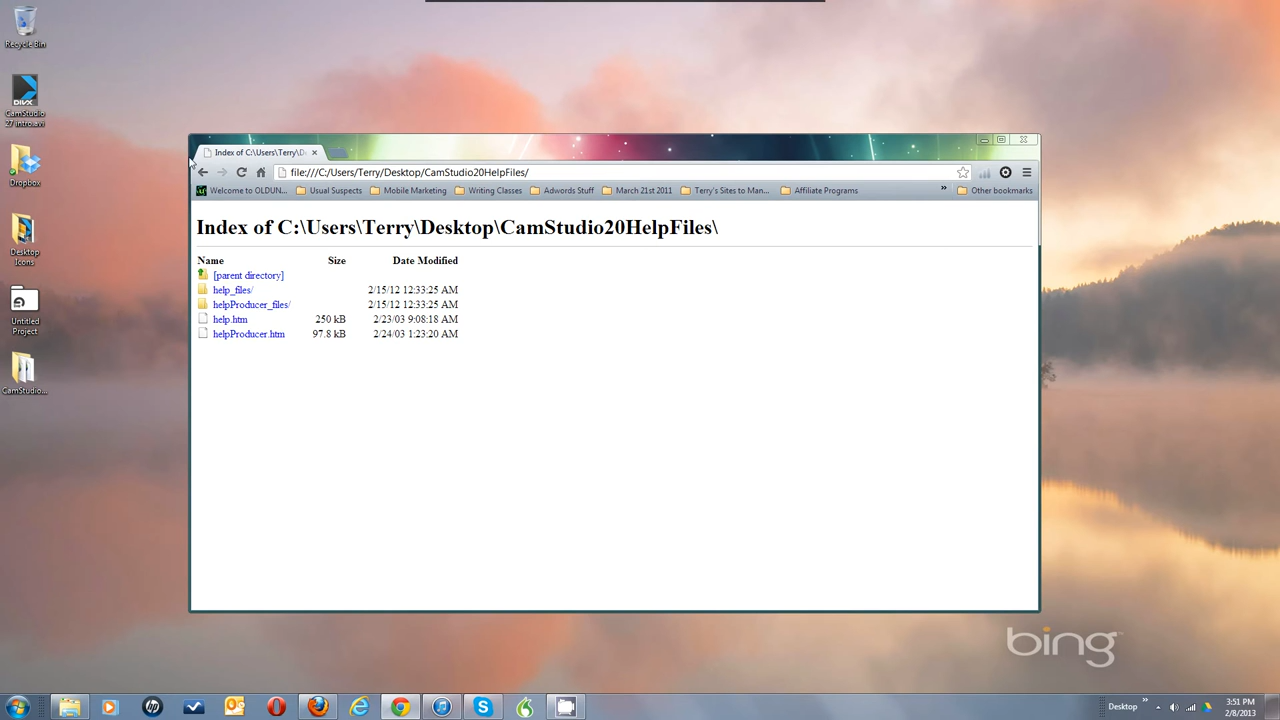 Recycle Bin
DIVX
CamStudio
27 intro.avi
Dropbox
Desktop
Icons
Untitled
Project
CamStudio...
Index of C:\Users\Terry\D
file:///C:/Users/Terry/Desktop/CamStudio20HelpFiles/
Welcome to OLDUN... Usual Suspects Mobile Marketing Writing Classes Adwords Stuff March 21st 2011 Terry's Sites to Man... Affiliate Programs » Other bookmarks
Index of C:\Users\Terry\Desktop\CamStudio20HelpFiles\
Name Size Date Modified
[parent directory]
help_files/ 2/15/12 12:33:25 AM
helpProducer_files/ 2/15/12 12:33:25 AM
help.htm 250 kB 2/23/03 9:08:18 AM
helpProducer.htm 97.8 kB 2/24/03 1:23:20 AM
bing
hp
Desktop » 3:51 PM
2/8/2013